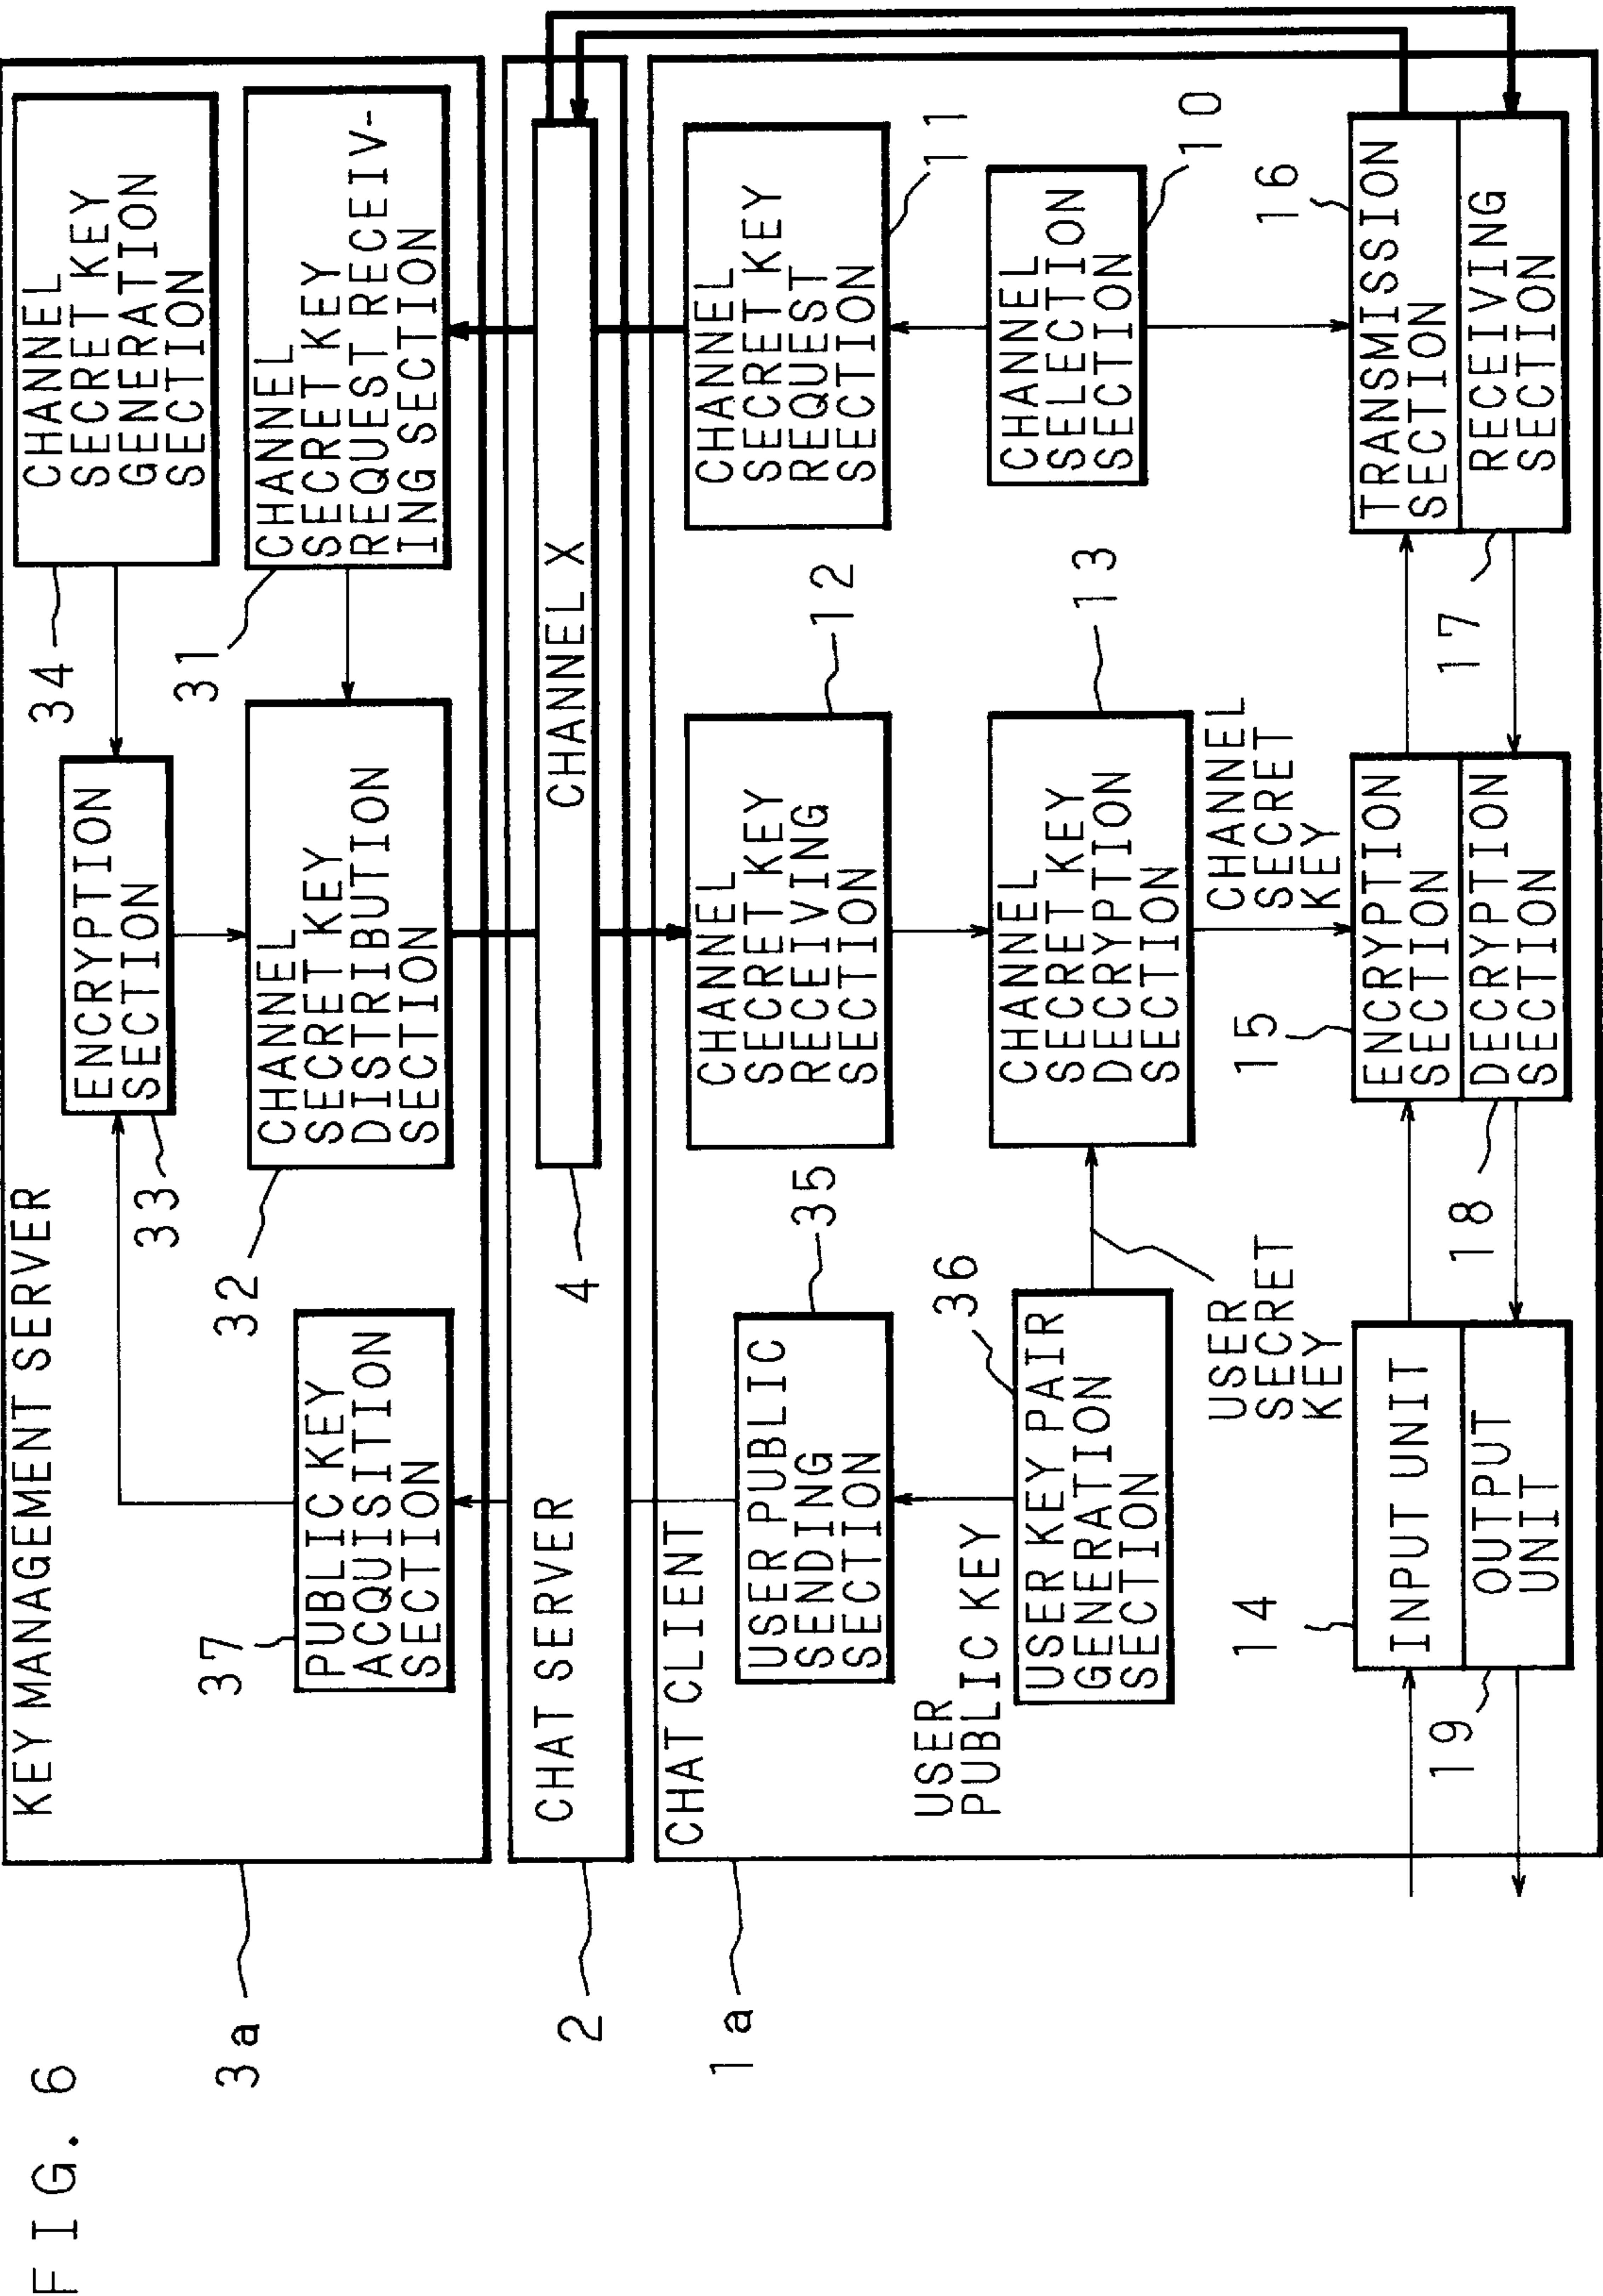 FIG. 6
KEY MANAGEMENT SERVER
3a
37
PUBLIC KEY
ACQUISITION
SECTION
33
ENCRYPTION
SECTION
34
CHANNEL
SECRET KEY
GENERATION
SECTION
32
CHANNEL
SECRET KEY
DISTRIBUTION
SECTION
31
CHANNEL
SECRET KEY
REQUEST RECEIV-
ING SECTION
2
CHAT SERVER
4
CHANNEL X
1a
CHAT CLIENT
USER PUBLIC
SENDING
SECTION
35
CHANNEL
SECRET KEY
RECEIVING
SECTION
12
CHANNEL
SECRET KEY
REQUEST
SECTION
11
USER
PUBLIC KEY
36
USER KEY PAIR
GENERATION
SECTION
CHANNEL
SECRET KEY
DECRYPTION
SECTION
13
CHANNEL
SELECTION
SECTION
10
USER
SECRET
KEY
CHANNEL
SECRET
KEY
14
INPUT UNIT
15
ENCRYPTION
SECTION
16
TRANSMISSION
SECTION
19
OUTPUT
UNIT
18
DECRYPTION
SECTION
17
RECEIVING
SECTION